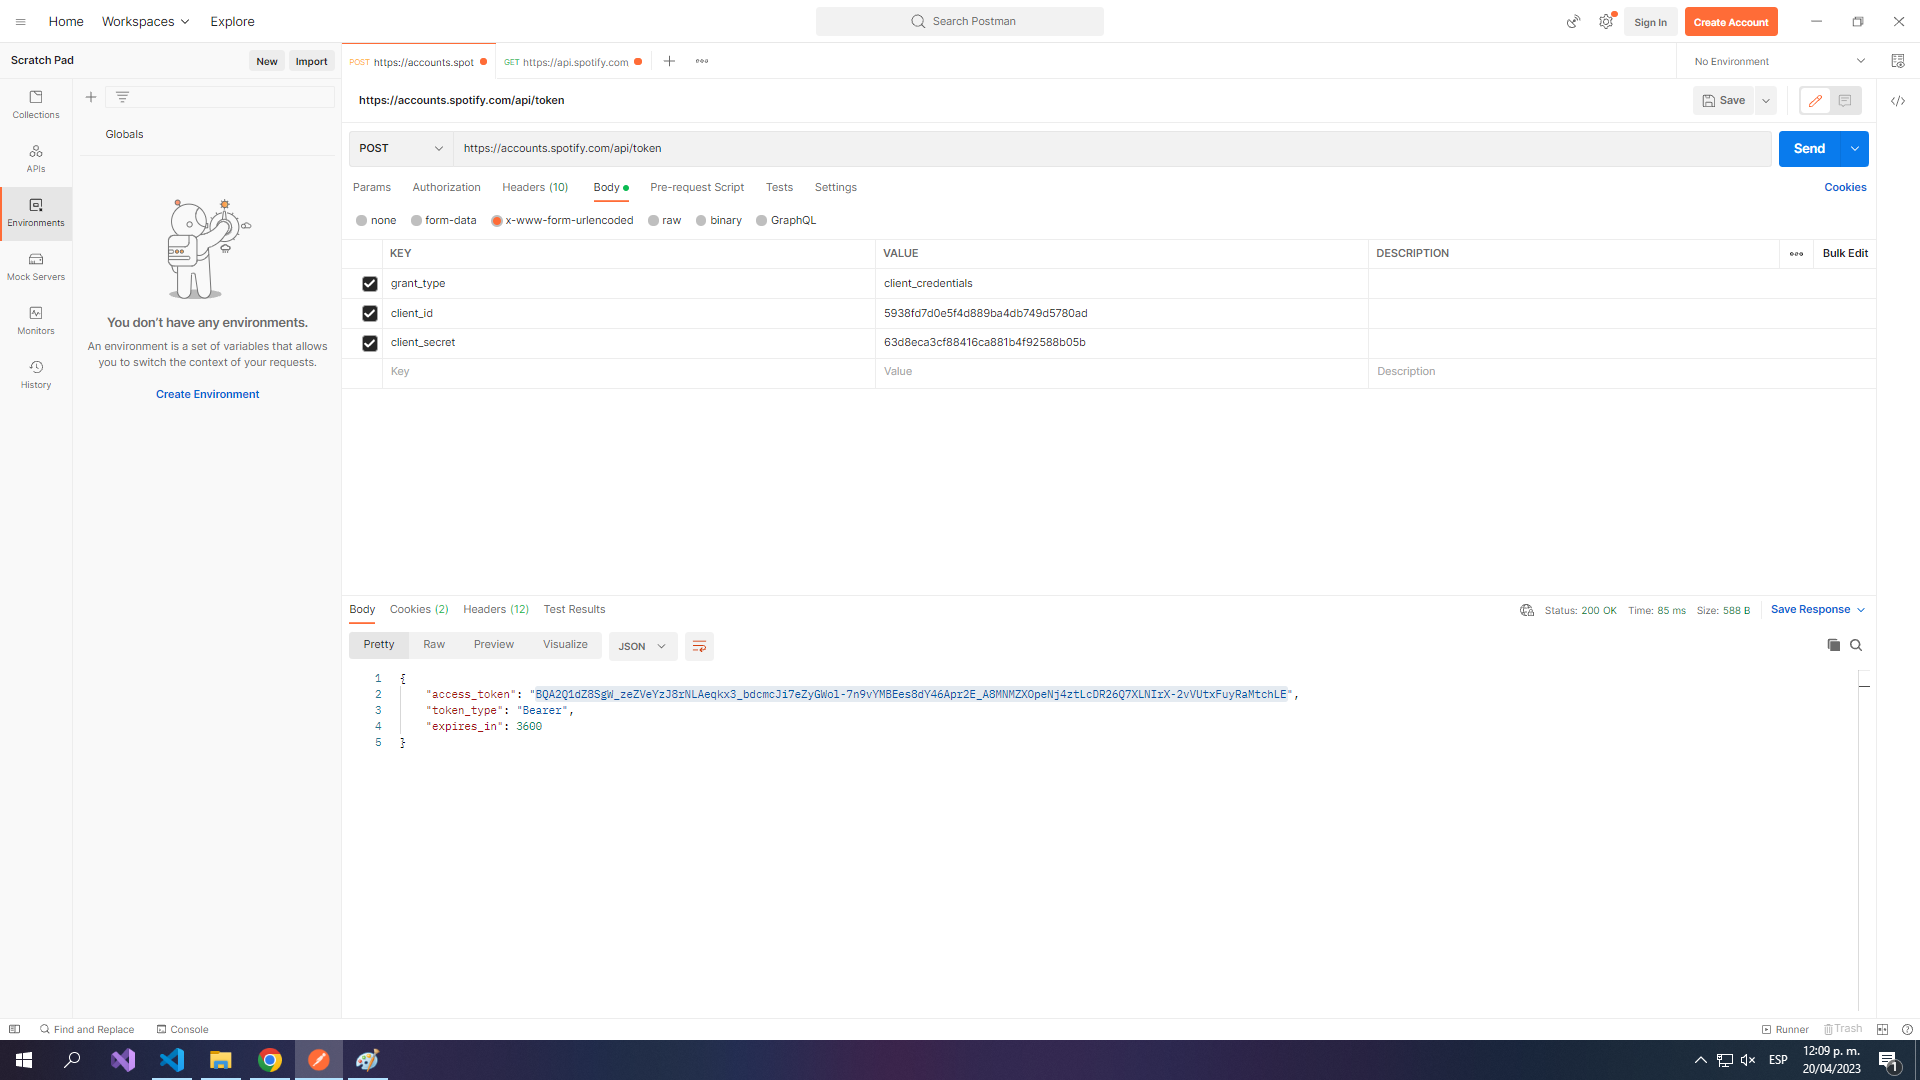 Home Workspaces Explore
Search Postman
Sign In Create Account
Scratch Pad New Import
POST https://accounts.spot GET https://api.spotify.com
No Environment
Collections
APIs
Environments
Mock Servers
Monitors
History
Globals
You don't have any environments.
An environment is a set of variables that allows
you to switch the context of your requests.
Create Environment
https://accounts.spotify.com/api/token
Save
POST https://accounts.spotify.com/api/token Send
Params Authorization Headers (10) Body Pre-request Script Tests Settings Cookies
none form-data x-www-form-urlencoded raw binary GraphQL
KEY VALUE DESCRIPTION Bulk Edit
grant_type client_credentials
client_id 5938fd7d0e5f4d889ba4db749d5780ad
client_secret 63d8eca3cf88416ca881b4f92588b05b
Key Value Description
Body Cookies (2) Headers (12) Test Results
Status: 200 OK Time: 85 ms Size: 588 B Save Response
Pretty Raw Preview Visualize JSON
1 {
2 "access_token": "BQA2Q1dZ8SgW_zeZVeYzJ8rNLAeqkx3_bdcmcJi7eZyGWol-7n9vYMBEes8dY46Apr2E_A8MNMZXOpeNj4ztLcDR26Q7XLNIrX-2vVUtxFuyRaMtchLE",
3 "token_type": "Bearer",
4 "expires_in": 3600
5 }
Find and Replace Console
Runner Trash
ESP
12:09 p. m.
20/04/2023
1